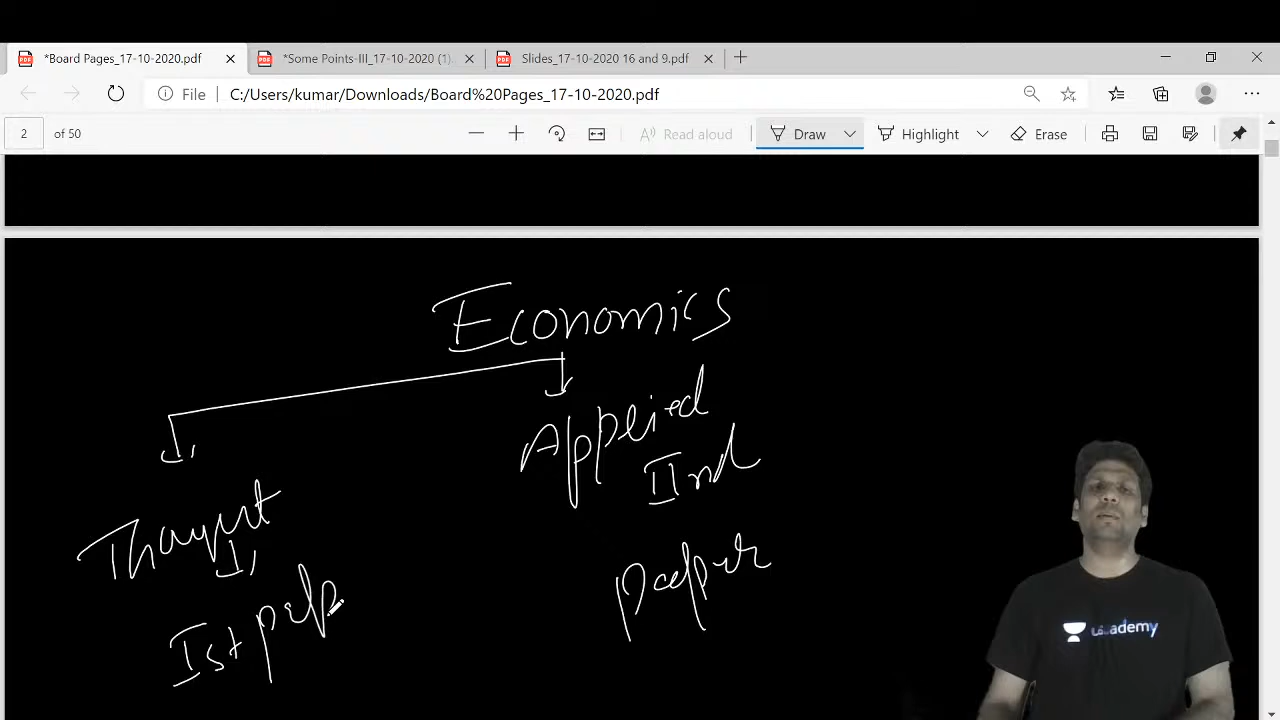 *Board Pages_17-10-2020.pdf
*Some Points-III_17-10-2020 (1).
Slides_17-10-2020 16 and 9.pdf
File
C:/Users/kumar/Downloads/Board%20Pages_17-10-2020.pdf
2 of 50
Read aloud
Draw
Highlight
Erase
Economics
Applied
IInd
paper
Ist pap